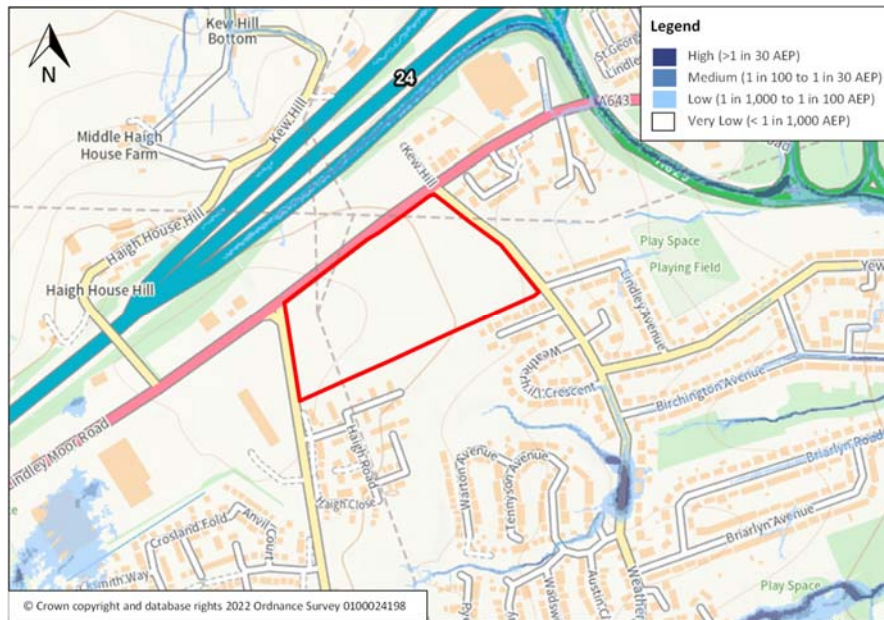 Kew Hill
Bottom
N
24
Legend
High (>1 in 30 AEP)
Medium (1 in 100 to 1 in 30 AEP)
Low (1 in 1,000 to 1 in 100 AEP)
Very Low (< 1 in 1,000 AEP)
Lindley
A643
Middle Haigh
House Farm
Kew Hill
Kew Hill
Haigh House Hill
Haigh House Hill
Play Space
Playing Field
Lindley Avenue
Yew
Crescent
Birchington Avenue
Lindley Moor Road
Haigh Road
Haigh Close
Warton Avenue
Tennyson Avenue
Briarlyn Road
Briarlyn Avenue
Crosland Fold
Anvil
Court
Way
Austin
Weather
Play Space
© Crown copyright and database rights 2022 Ordnance Survey 0100024198